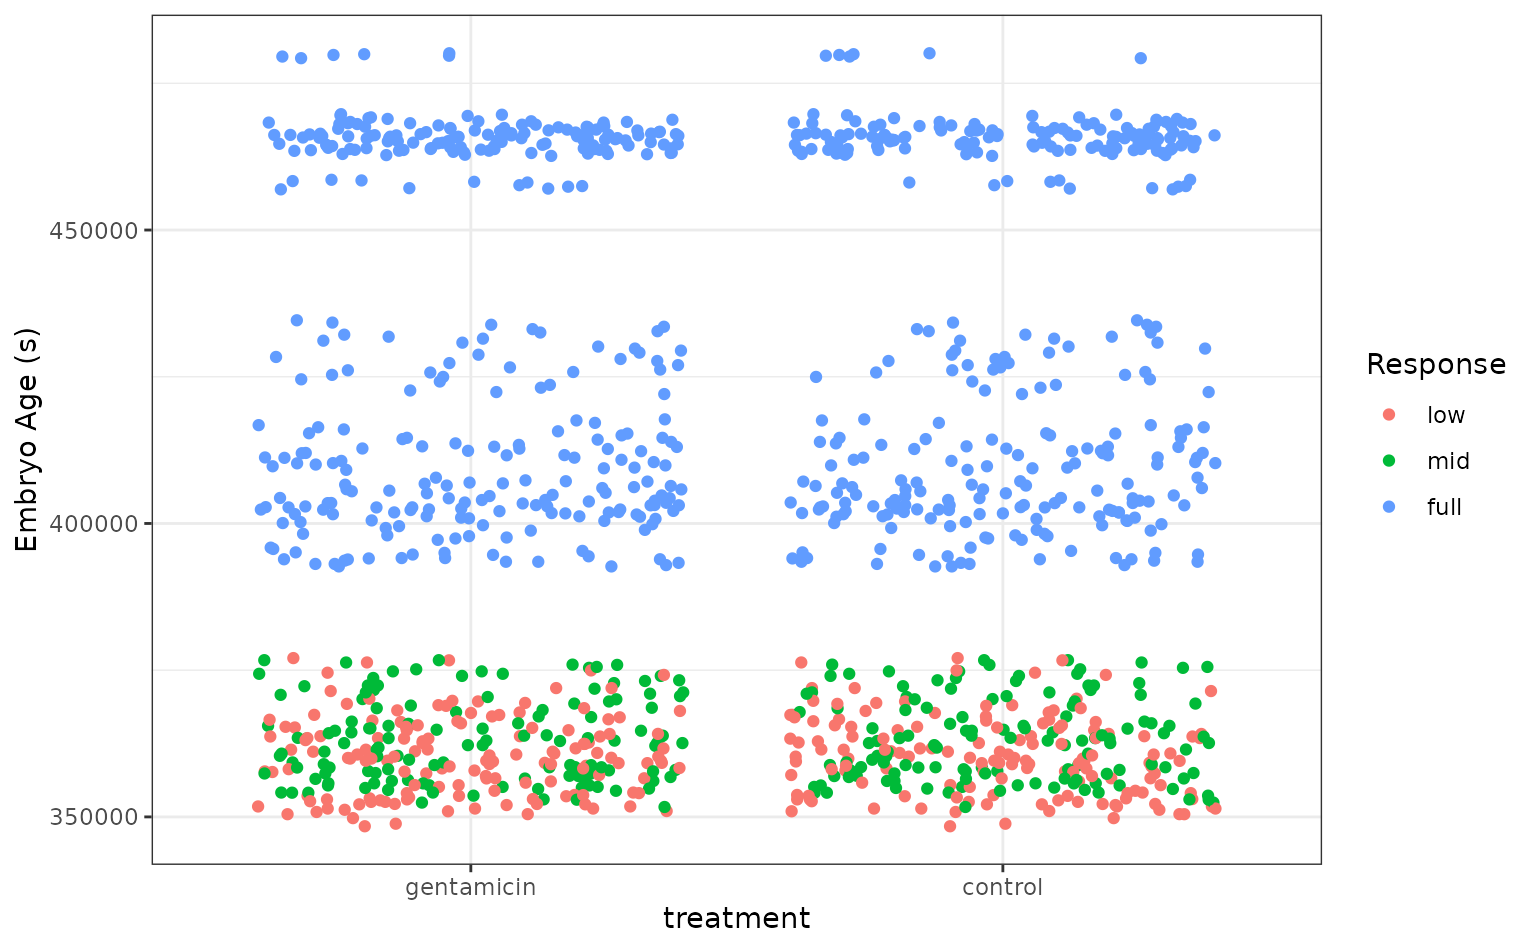 Embryo Age (s)
450000
400000
350000
gentamicin
control
treatment
Response
low
mid
full